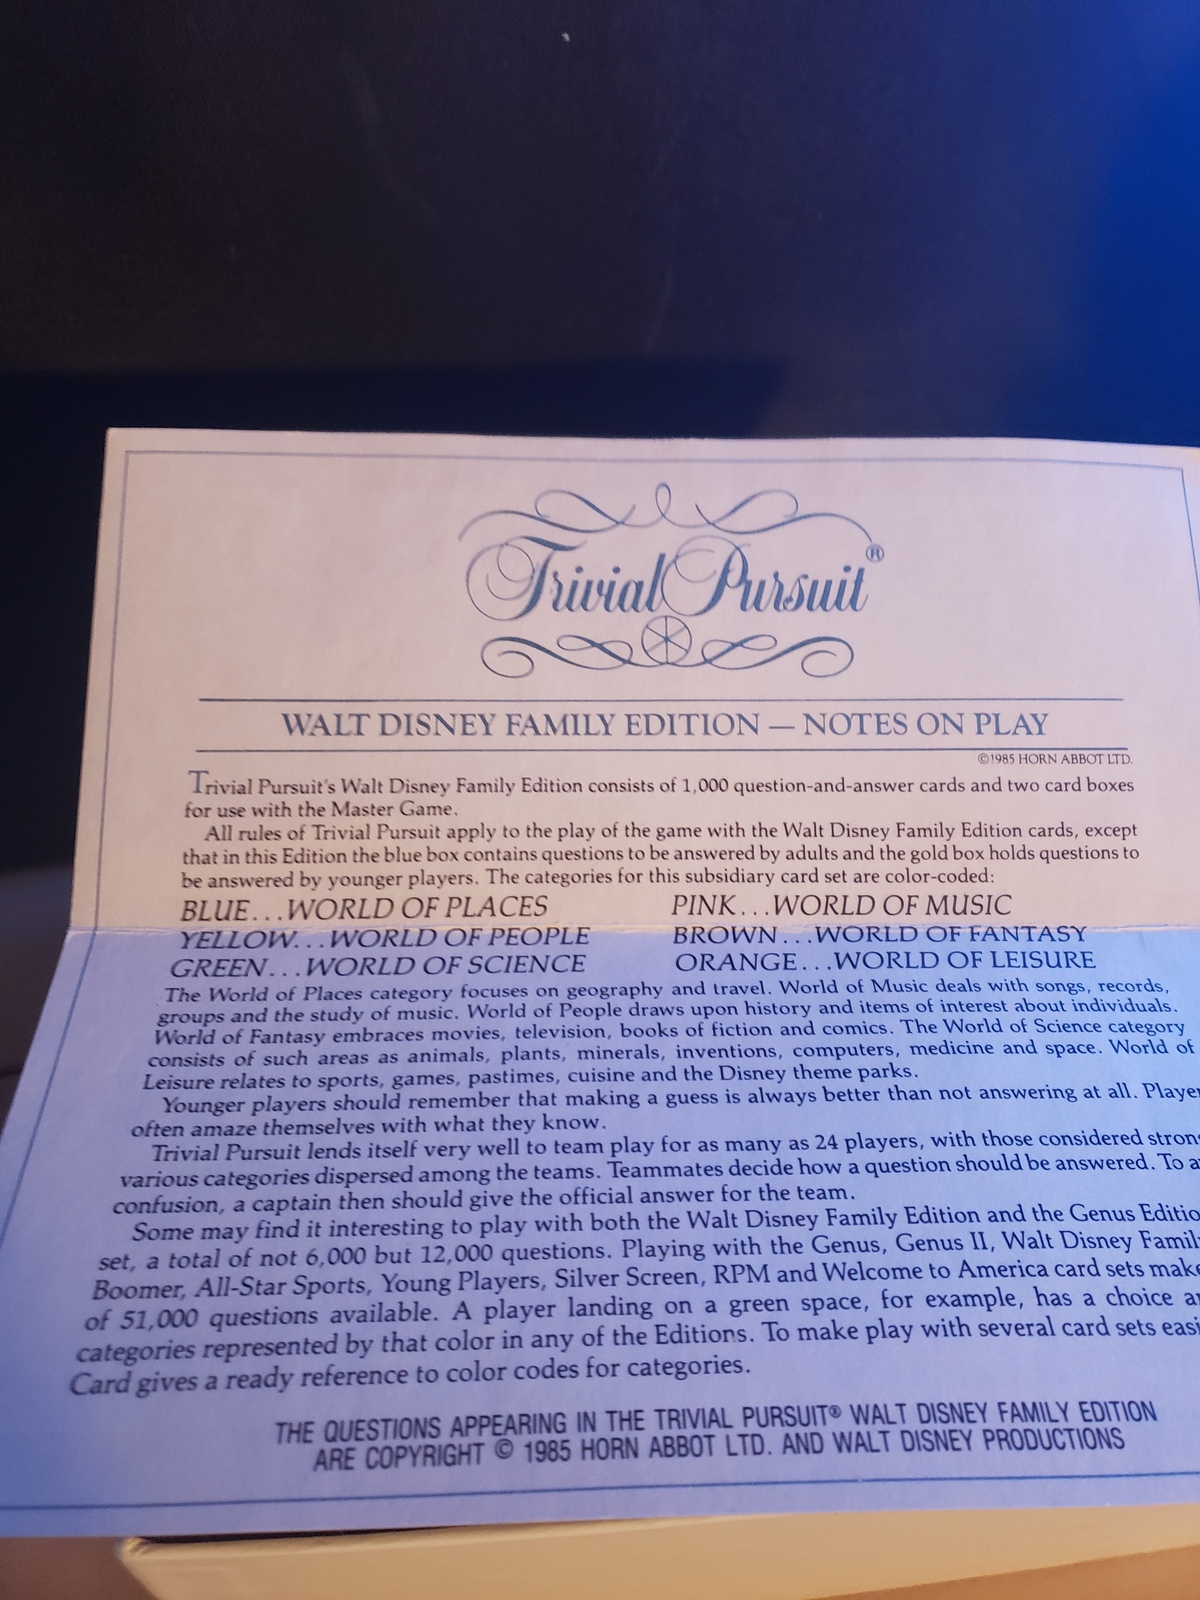 Trivial Pursuit®
WALT DISNEY FAMILY EDITION — NOTES ON PLAY
©1985 HORN ABBOT LTD.
Trivial Pursuit's Walt Disney Family Edition consists of 1,000 question-and-answer cards and two card boxes
for use with the Master Game.
All rules of Trivial Pursuit apply to the play of the game with the Walt Disney Family Edition cards, except
that in this Edition the blue box contains questions to be answered by adults and the gold box holds questions to
be answered by younger players. The categories for this subsidiary card set are color-coded:
BLUE...WORLD OF PLACES PINK...WORLD OF MUSIC
YELLOW...WORLD OF PEOPLE BROWN...WORLD OF FANTASY
GREEN...WORLD OF SCIENCE ORANGE...WORLD OF LEISURE
The World of Places category focuses on geography and travel. World of Music deals with songs, records,
groups and the study of music. World of People draws upon history and items of interest about individuals.
World of Fantasy embraces movies, television, books of fiction and comics. The World of Science category
consists of such areas as animals, plants, minerals, inventions, computers, medicine and space. World of
Leisure relates to sports, games, pastimes, cuisine and the Disney theme parks.
Younger players should remember that making a guess is always better than not answering at all. Player
often amaze themselves with what they know.
Trivial Pursuit lends itself very well to team play for as many as 24 players, with those considered stron
various categories dispersed among the teams. Teammates decide how a question should be answered. To a
confusion, a captain then should give the official answer for the team.
Some may find it interesting to play with both the Walt Disney Family Edition and the Genus Editio
set, a total of not 6,000 but 12,000 questions. Playing with the Genus, Genus II, Walt Disney Famil
Boomer, All-Star Sports, Young Players, Silver Screen, RPM and Welcome to America card sets make
of 51,000 questions available. A player landing on a green space, for example, has a choice a
categories represented by that color in any of the Editions. To make play with several card sets easi
Card gives a ready reference to color codes for categories.
THE QUESTIONS APPEARING IN THE TRIVIAL PURSUIT® WALT DISNEY FAMILY EDITION
ARE COPYRIGHT © 1985 HORN ABBOT LTD. AND WALT DISNEY PRODUCTIONS